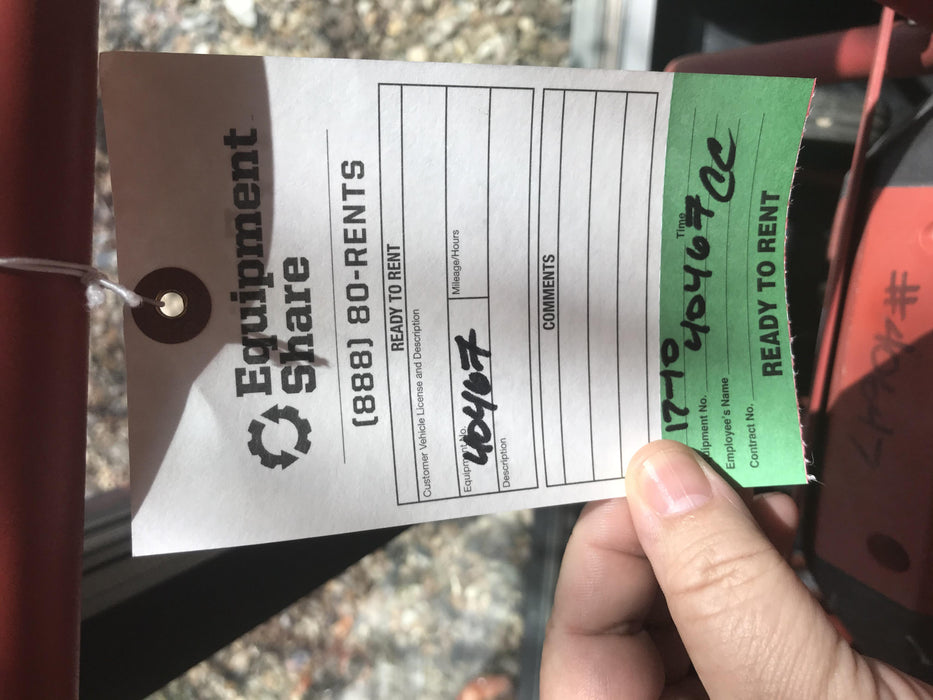 Equipment
Share
(888) 80-RENTS
READY TO RENT
Customer Vehicle License and Description
Equipment No.
40467
Mileage/Hours
Description
COMMENTS
17-10
Time
uipment No.
40467
Employee's Name
CC
Contract No.
READY TO RENT